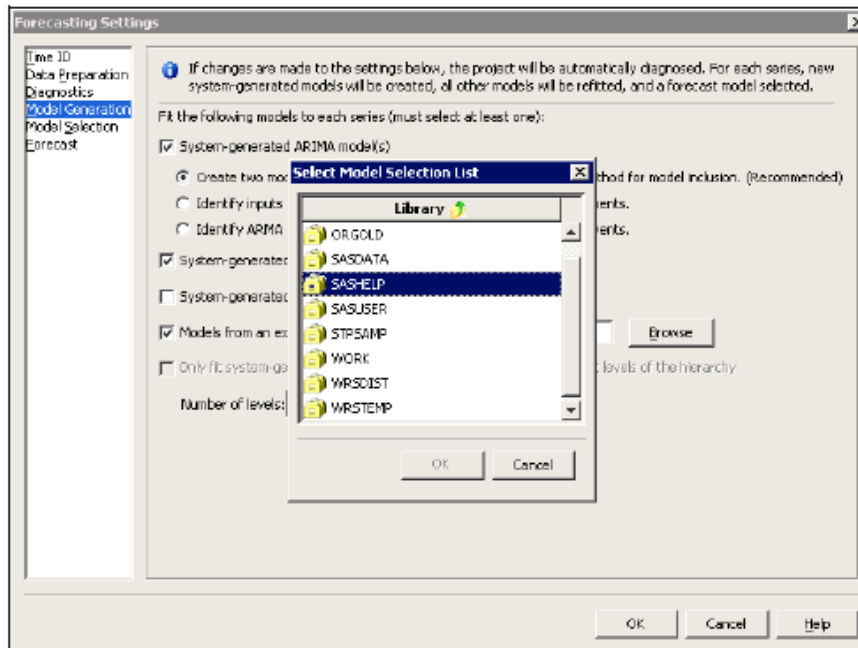 Forecasting Settings
Time ID
Data Preparation
Diagnostics
Model Generation
Model Selection
Forecast
If changes are made to the settings below, the project will be automatically diagnosed. For each series, new
system-generated models will be created, all other models will be refitted, and a forecast model selected.
Fit the following models to each series (must select at least one):
System-generated ARIMA model(s)
Create two mo
thod for model inclusion. (Recommended)
Identify inputs
ents.
Identify ARMA
ents.
System-generated
System-generated
Models from an ex
Browse
Only fit system-ge
t levels of the hierarchy
Number of levels:
Select Model Selection List
Library
ORGOLD
SASDATA
SASHELP
SASUSER
STPSAMP
WORK
WRSDIST
WRSTEMP
OK
Cancel
OK
Cancel
Help